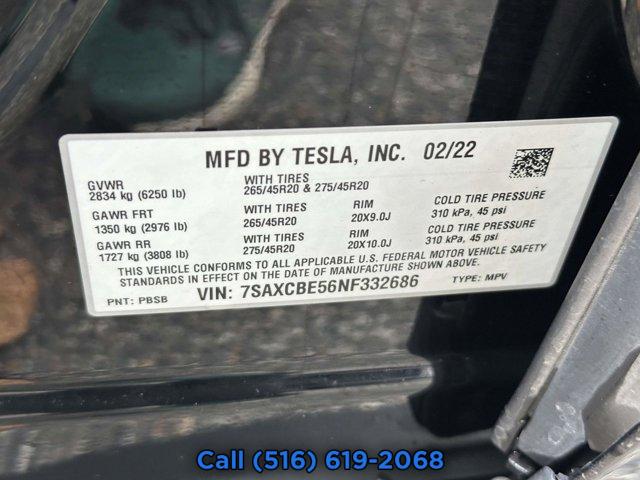 MFD BY TESLA, INC. 02/22
GVWR
2834 kg (6250 lb)
WITH TIRES
265/45R20 & 275/45R20
GAWR FRT
1350 kg (2976 lb)
WITH TIRES
265/45R20
RIM
20X9.0J
COLD TIRE PRESSURE
310 kPa, 45 psi
GAWR RR
1727 kg (3808 lb)
WITH TIRES
275/45R20
RIM
20X10.0J
COLD TIRE PRESSURE
310 kPa, 45 psi
THIS VEHICLE CONFORMS TO ALL APPLICABLE U.S. FEDERAL MOTOR VEHICLE SAFETY
STANDARDS IN EFFECT ON THE DATE OF MANUFACTURE SHOWN ABOVE.
PNT: PBSB
VIN: 7SAXCBE56NF332686
TYPE: MPV
Call (516) 619-2068